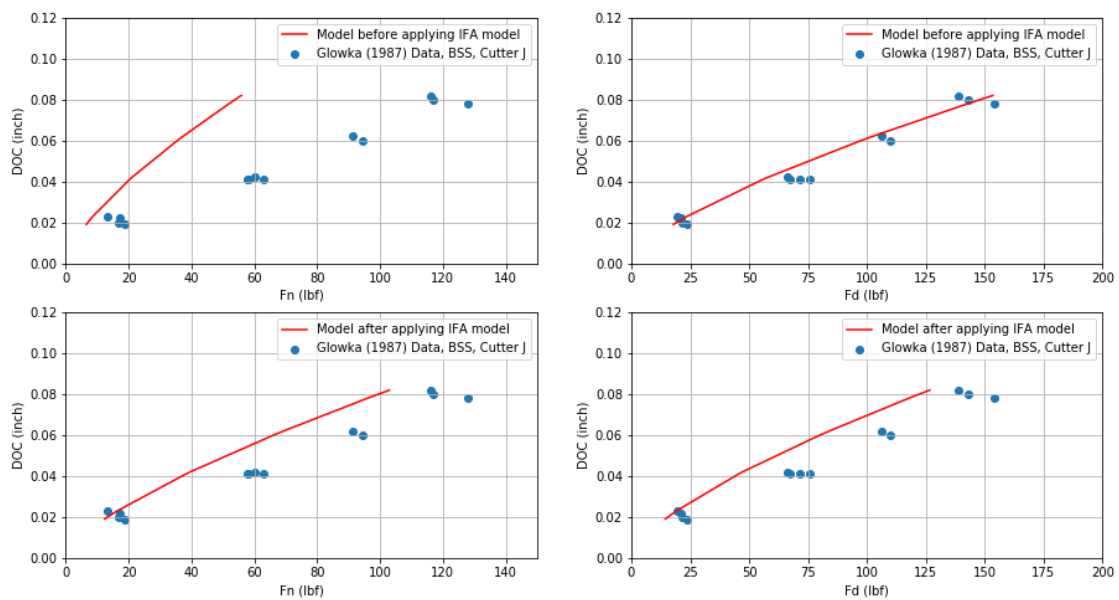 0.12
0.10
0.08
0.06
0.04
0.02
0.00
DOC (inch)
Model before applying IFA model
Glowka (1987) Data, BSS, Cutter J
0 20 40 60 80 100 120 140
Fn (lbf)
0.12
0.10
0.08
0.06
0.04
0.02
0.00
DOC (inch)
Model before applying IFA model
Glowka (1987) Data, BSS, Cutter J
0 25 50 75 100 125 150 175 200
Fd (lbf)
0.12
0.10
0.08
0.06
0.04
0.02
0.00
DOC (inch)
Model after applying IFA model
Glowka (1987) Data, BSS, Cutter J
0 20 40 60 80 100 120 140
Fn (lbf)
0.12
0.10
0.08
0.06
0.04
0.02
0.00
DOC (inch)
Model after applying IFA model
Glowka (1987) Data, BSS, Cutter J
0 25 50 75 100 125 150 175 200
Fd (lbf)